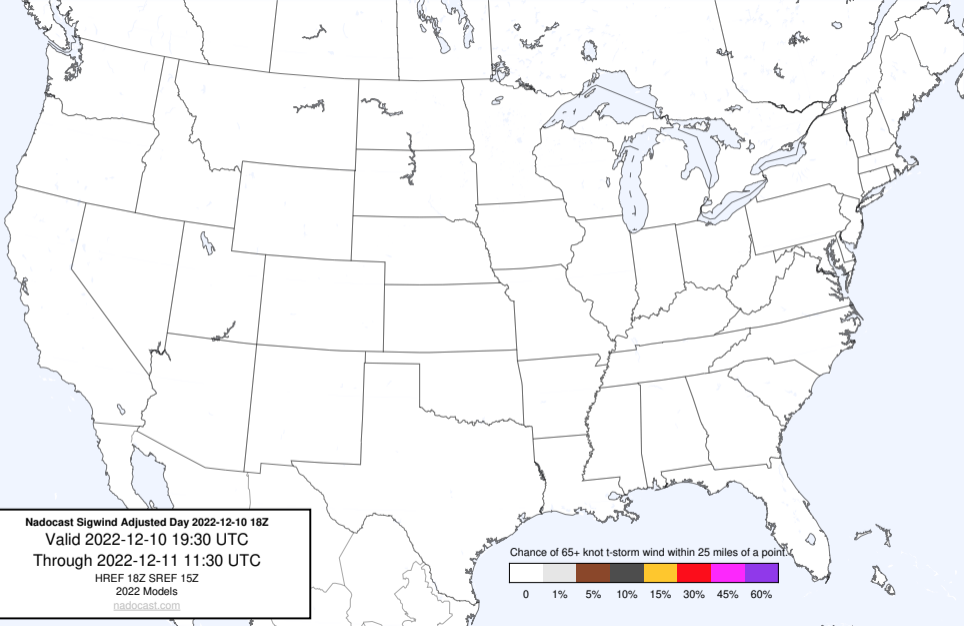 Nadocast Sigwind Adjusted Day 2022-12-10 18Z
Valid 2022-12-10 19:30 UTC
Through 2022-12-11 11:30 UTC
HREF 18Z SREF 15Z
2022 Models
nadocast.com
Chance of 65+ knot t-storm wind within 25 miles of a point.
0 1% 5% 10% 15% 30% 45% 60%